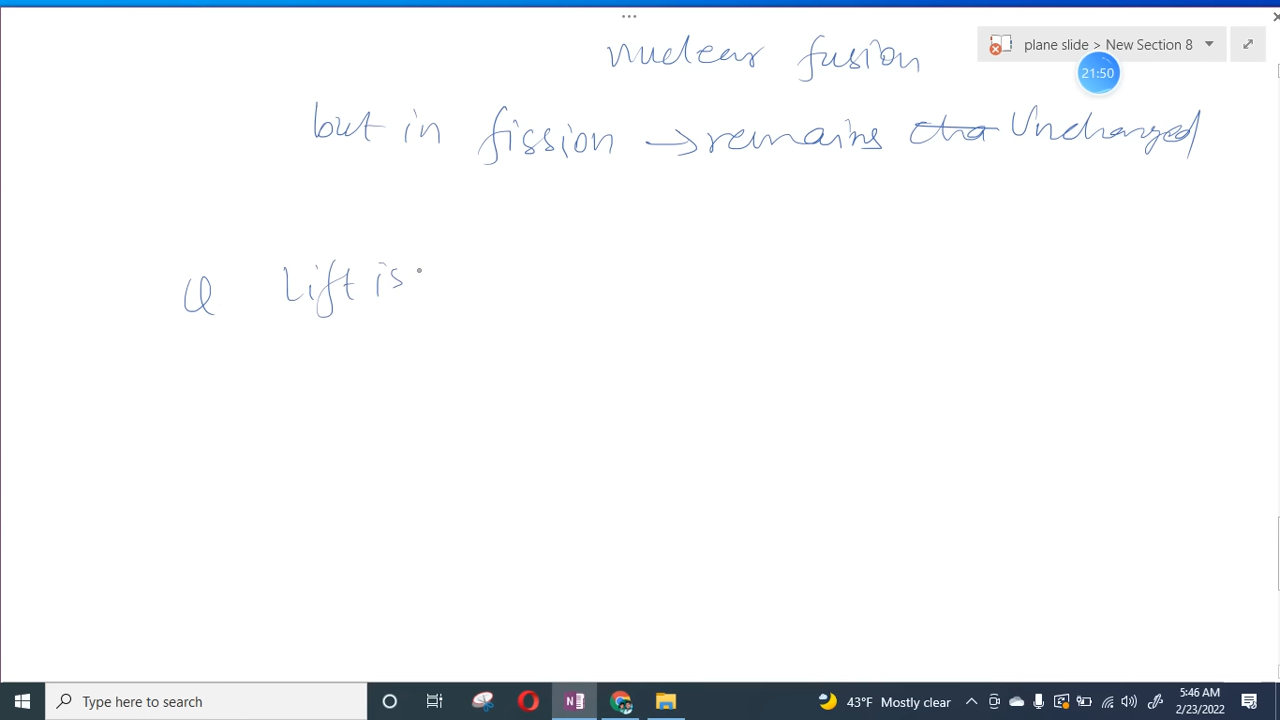 ...
plane slide > New Section 8
21:50
nuclear fusion
but in fission → remains cha Unchanged
Q Lift is
Type here to search
43°F Mostly clear
5:46 AM
2/23/2022